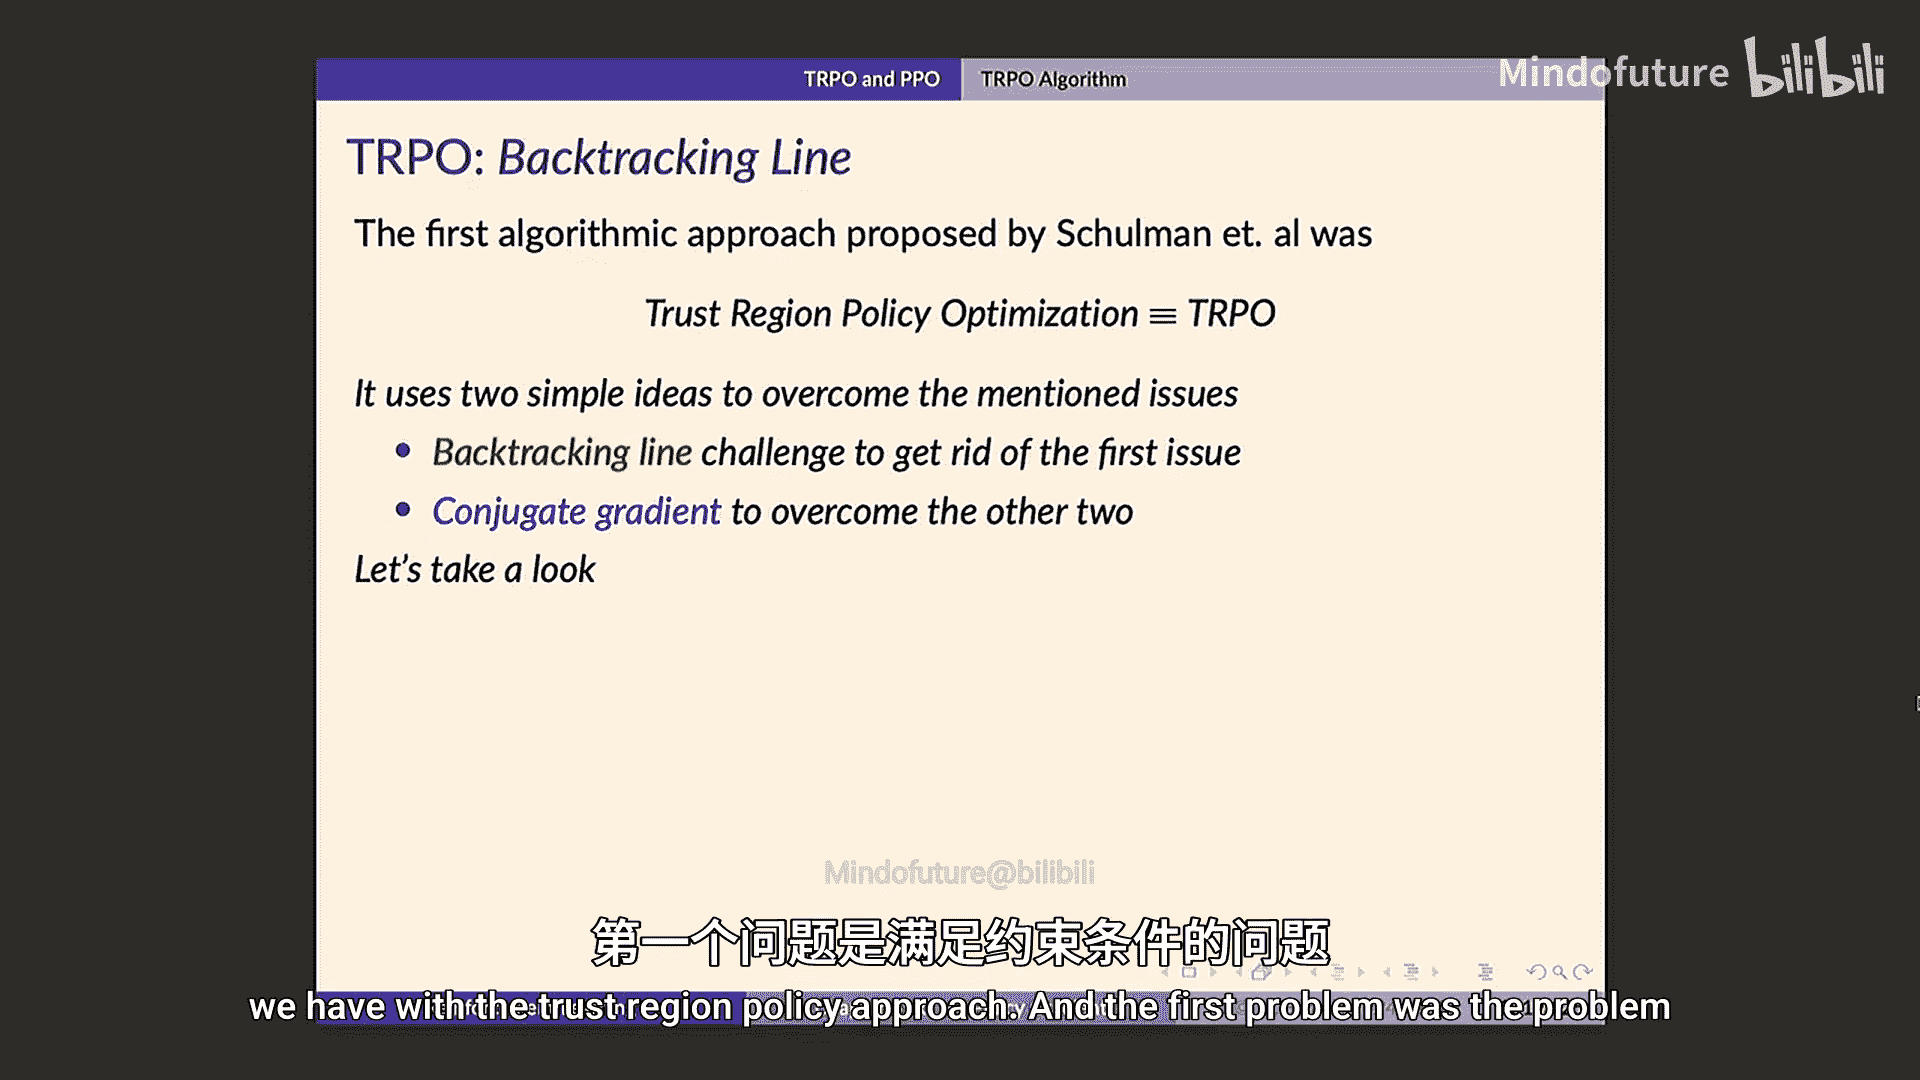 TRPO and PPO
TRPO Algorithm
Mindofuture bilibili
TRPO: Backtracking Line
The first algorithmic approach proposed by Schulman et. al was
Trust Region Policy Optimization ≡ TRPO
It uses two simple ideas to overcome the mentioned issues
• Backtracking line challenge to get rid of the first issue
• Conjugate gradient to overcome the other two
Let's take a look
Mindofuture@bilibili
第一个问题是满足约束条件的问题
we have with the trust region policy approach. And the first problem was the problem